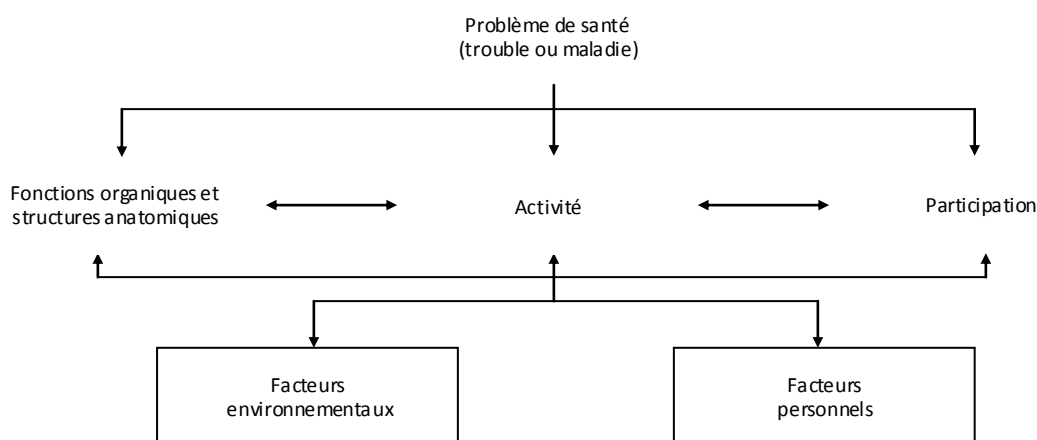 Problème de santé
(trouble ou maladie)
Fonctions organiques et
structures anatomiques
Activité
Participation
Facteurs
environnementaux
Facteurs
personnels